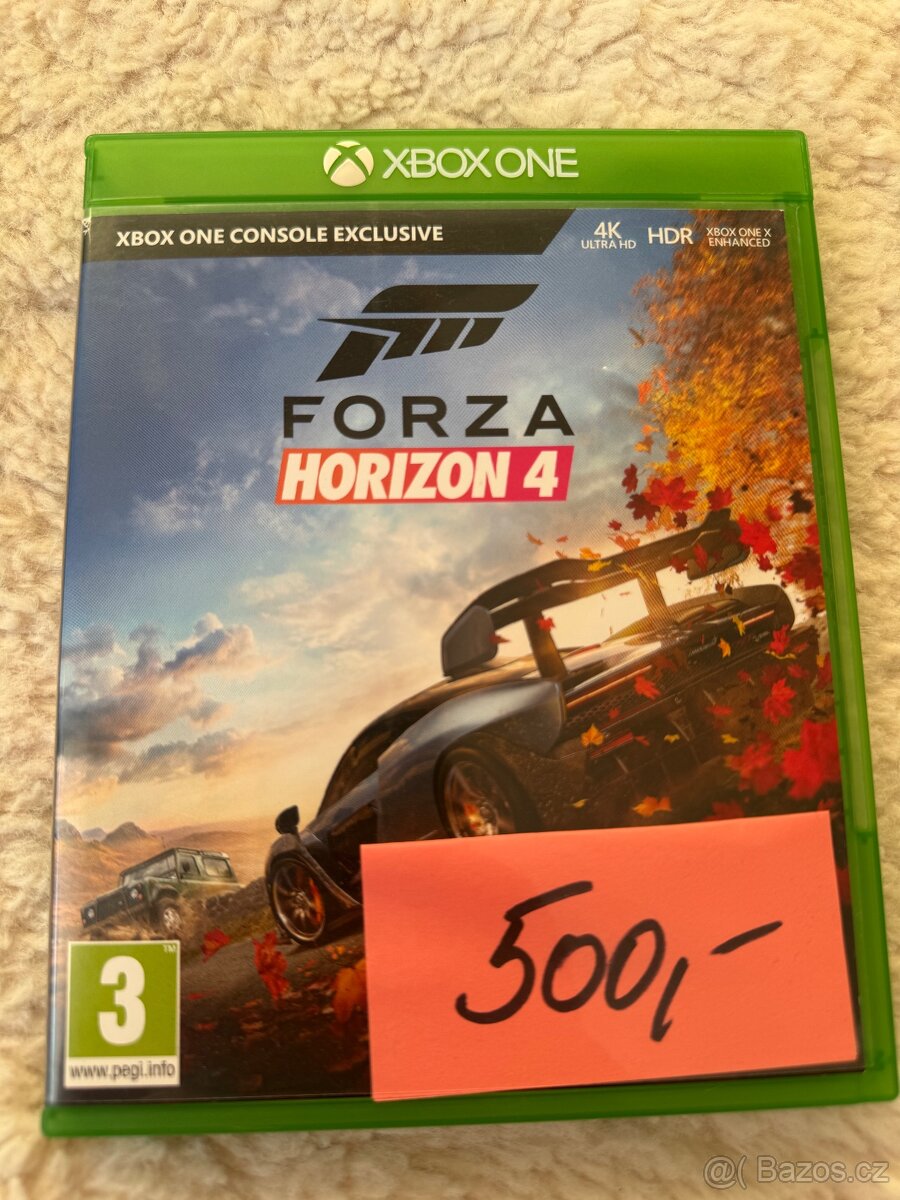 XBOX ONE
XBOX ONE CONSOLE EXCLUSIVE
4K
ULTRA HD
HDR
XBOX ONE X
ENHANCED
FORZA
HORIZON 4
500,-
3
TM
www.pegi.info
@( Bazos.cz